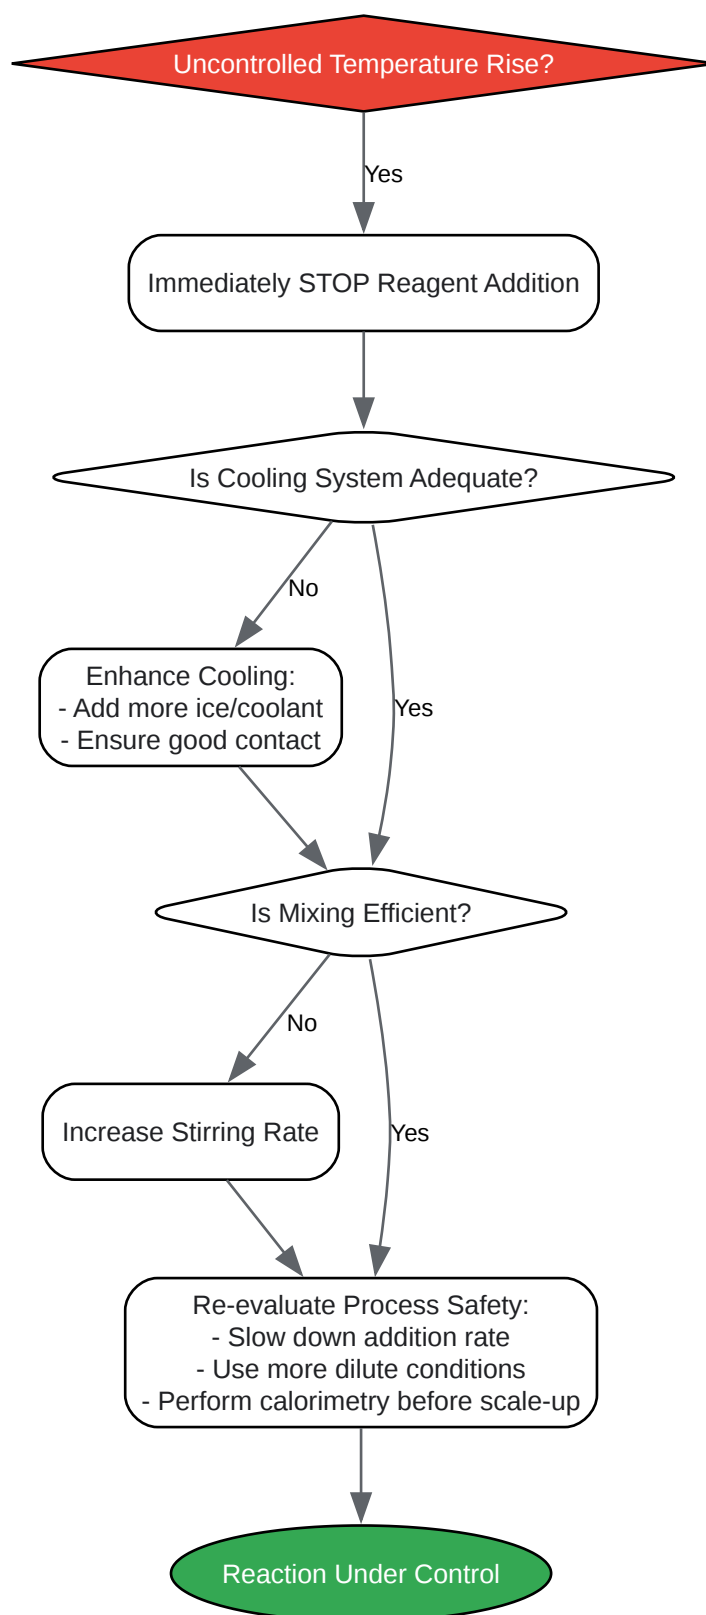 Uncontrolled Temperature Rise?
Yes
Immediately STOP Reagent Addition
Is Cooling System Adequate?
No
Enhance Cooling:
- Add more ice/coolant
- Ensure good contact
Yes
Is Mixing Efficient?
No
Increase Stirring Rate
Yes
Re-evaluate Process Safety:
- Slow down addition rate
- Use more dilute conditions
- Perform calorimetry before scale-up
Reaction Under Control